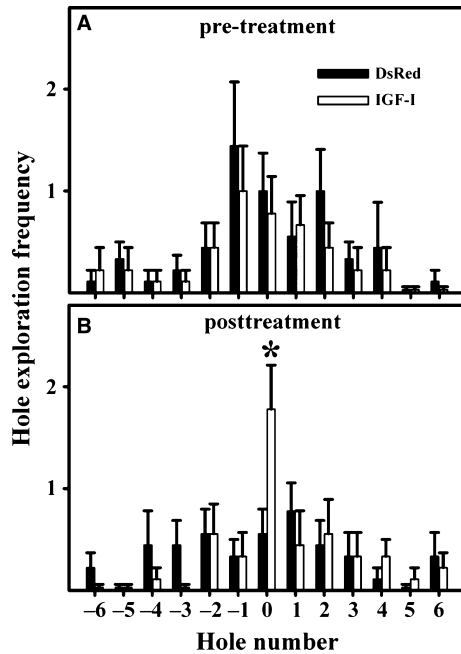 A
pre-treatment
DsRed
IGF-I
2
1
Hole exploration frequency
B
posttreatment
*
2
1
–6 –5 –4 –3 –2 –1 0 1 2 3 4 5 6
Hole number